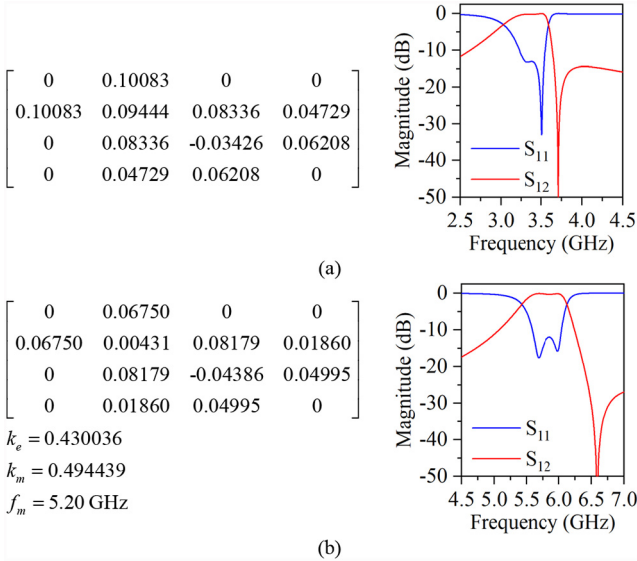 0 0.10083 0 0
0.10083 0.09444 0.08336 0.04729
0 0.08336 -0.03426 0.06208
0 0.04729 0.06208 0
0
-10
-20
-30
-40
-50
Magnitude (dB)
S11
S12
2.5 3.0 3.5 4.0 4.5
Frequency (GHz)
(a)
0 0.06750 0 0
0.06750 0.00431 0.08179 0.01860
0 0.08179 -0.04386 0.04995
0 0.01860 0.04995 0
ke = 0.430036
km = 0.494439
fm = 5.20 GHz
0
-10
-20
-30
-40
-50
Magnitude (dB)
S11
S12
4.5 5.0 5.5 6.0 6.5 7.0
Frequency (GHz)
(b)